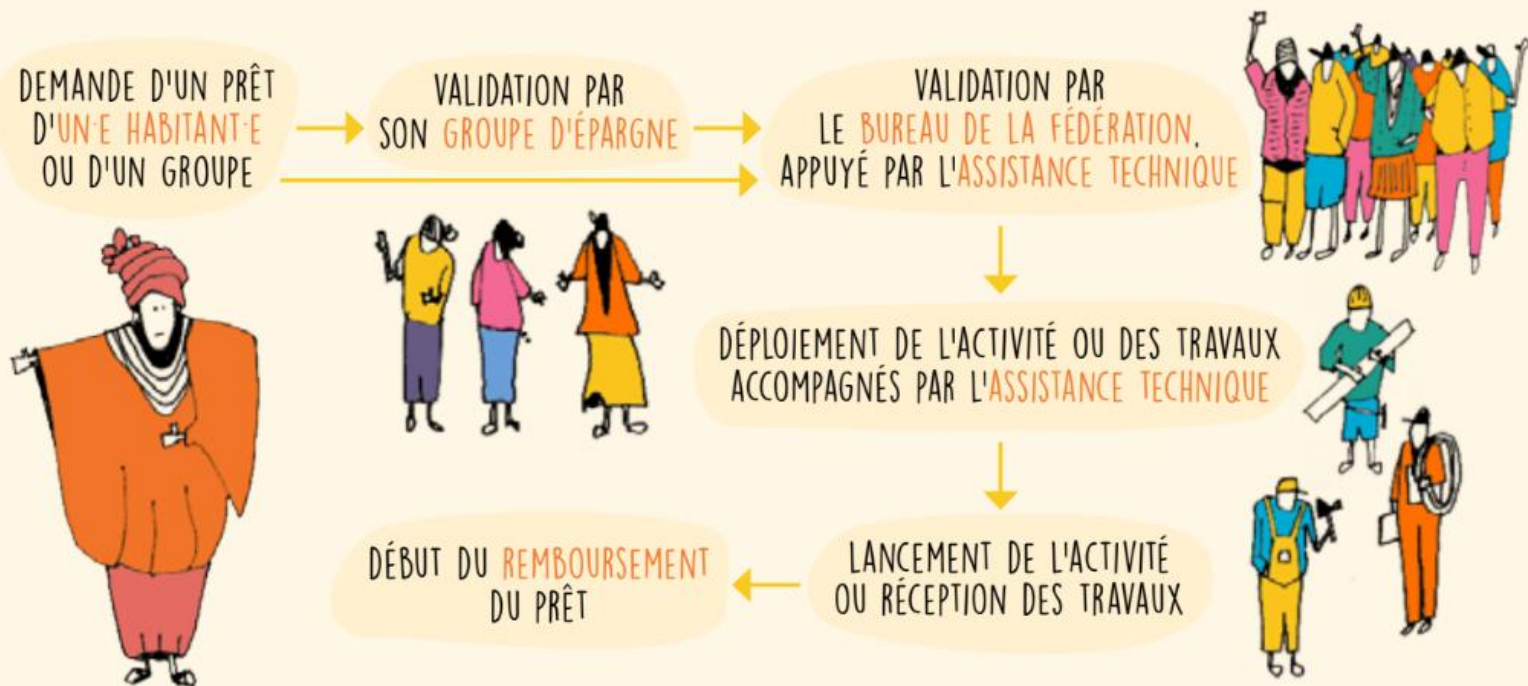 DEMANDE D'UN PRÊT
D'UN·E HABITANT·E
OU D'UN GROUPE
VALIDATION PAR
SON GROUPE D'ÉPARGNE
VALIDATION PAR
LE BUREAU DE LA FÉDÉRATION,
APPUYÉ PAR L'ASSISTANCE TECHNIQUE
DÉPLOIEMENT DE L'ACTIVITÉ OU DES TRAVAUX
ACCOMPAGNÉS PAR L'ASSISTANCE TECHNIQUE
LANCEMENT DE L'ACTIVITÉ
OU RÉCEPTION DES TRAVAUX
DÉBUT DU REMBOURSEMENT
DU PRÊT